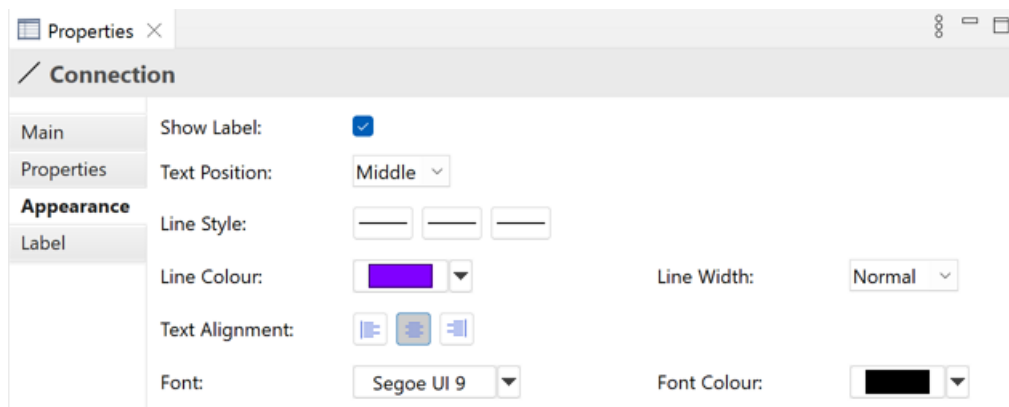 Properties
Connection
Main
Properties
Appearance
Label
Show Label:
Text Position: Middle
Line Style:
Line Colour: Line Width: Normal
Text Alignment:
Font: Segoe UI 9 Font Colour: